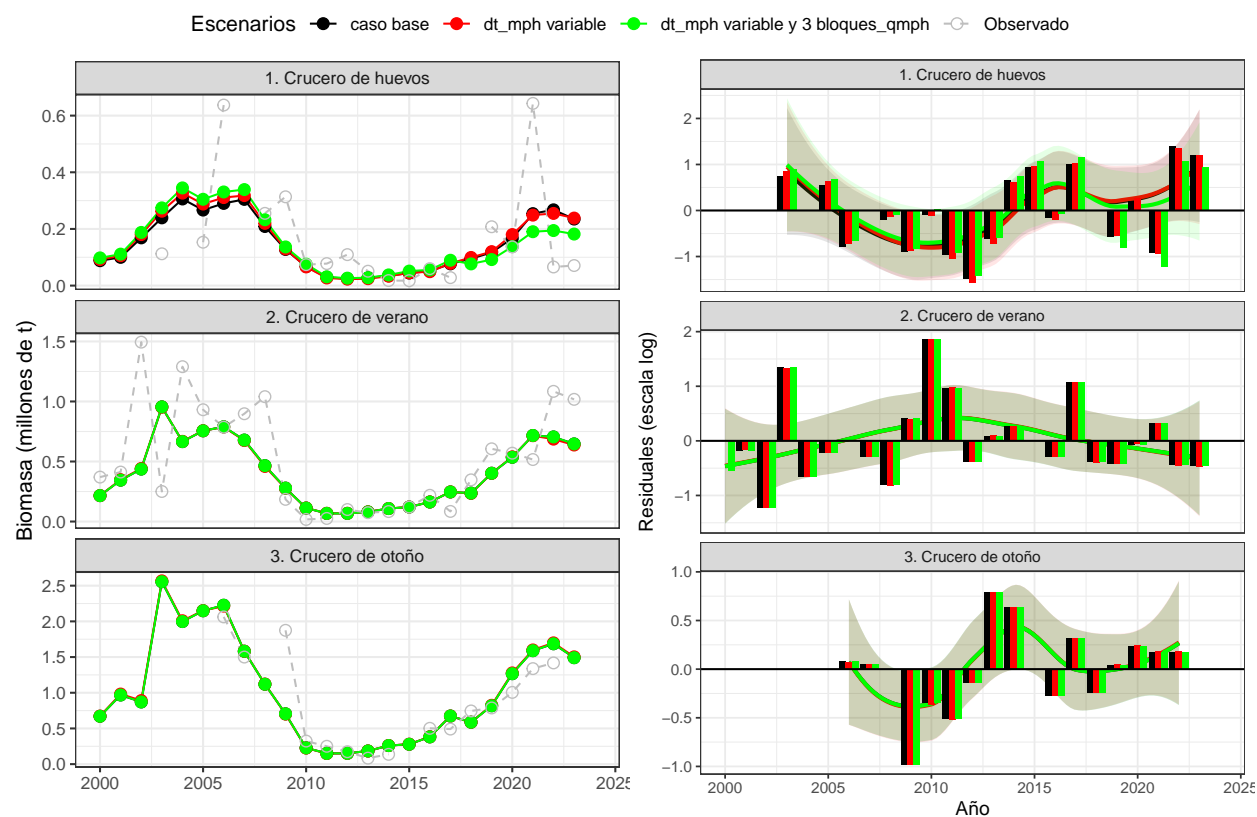 Escenarios caso base dt_mph variable dt_mph variable y 3 bloques_qmph Observado
1. Crucero de huevos
0.6
0.4
0.2
0.0
2. Crucero de verano
1.5
1.0
0.5
0.0
3. Crucero de otoño
2.5
2.0
1.5
1.0
0.5
0.0
2000 2005 2010 2015 2020 2025
Biomasa (millones de t)
1. Crucero de huevos
2
1
0
−1
2. Crucero de verano
2
1
0
−1
3. Crucero de otoño
1.0
0.5
0.0
−0.5
−1.0
2000 2005 2010 2015 2020 2025
Año
Residuales (escala log)